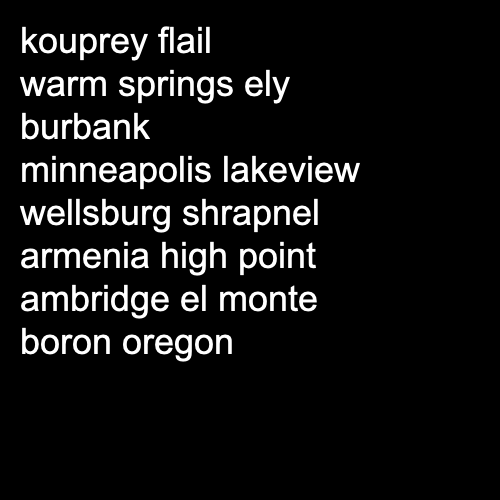 kouprey flail
warm springs ely
burbank
minneapolis lakeview
wellsburg shrapnel
armenia high point
ambridge el monte
boron oregon